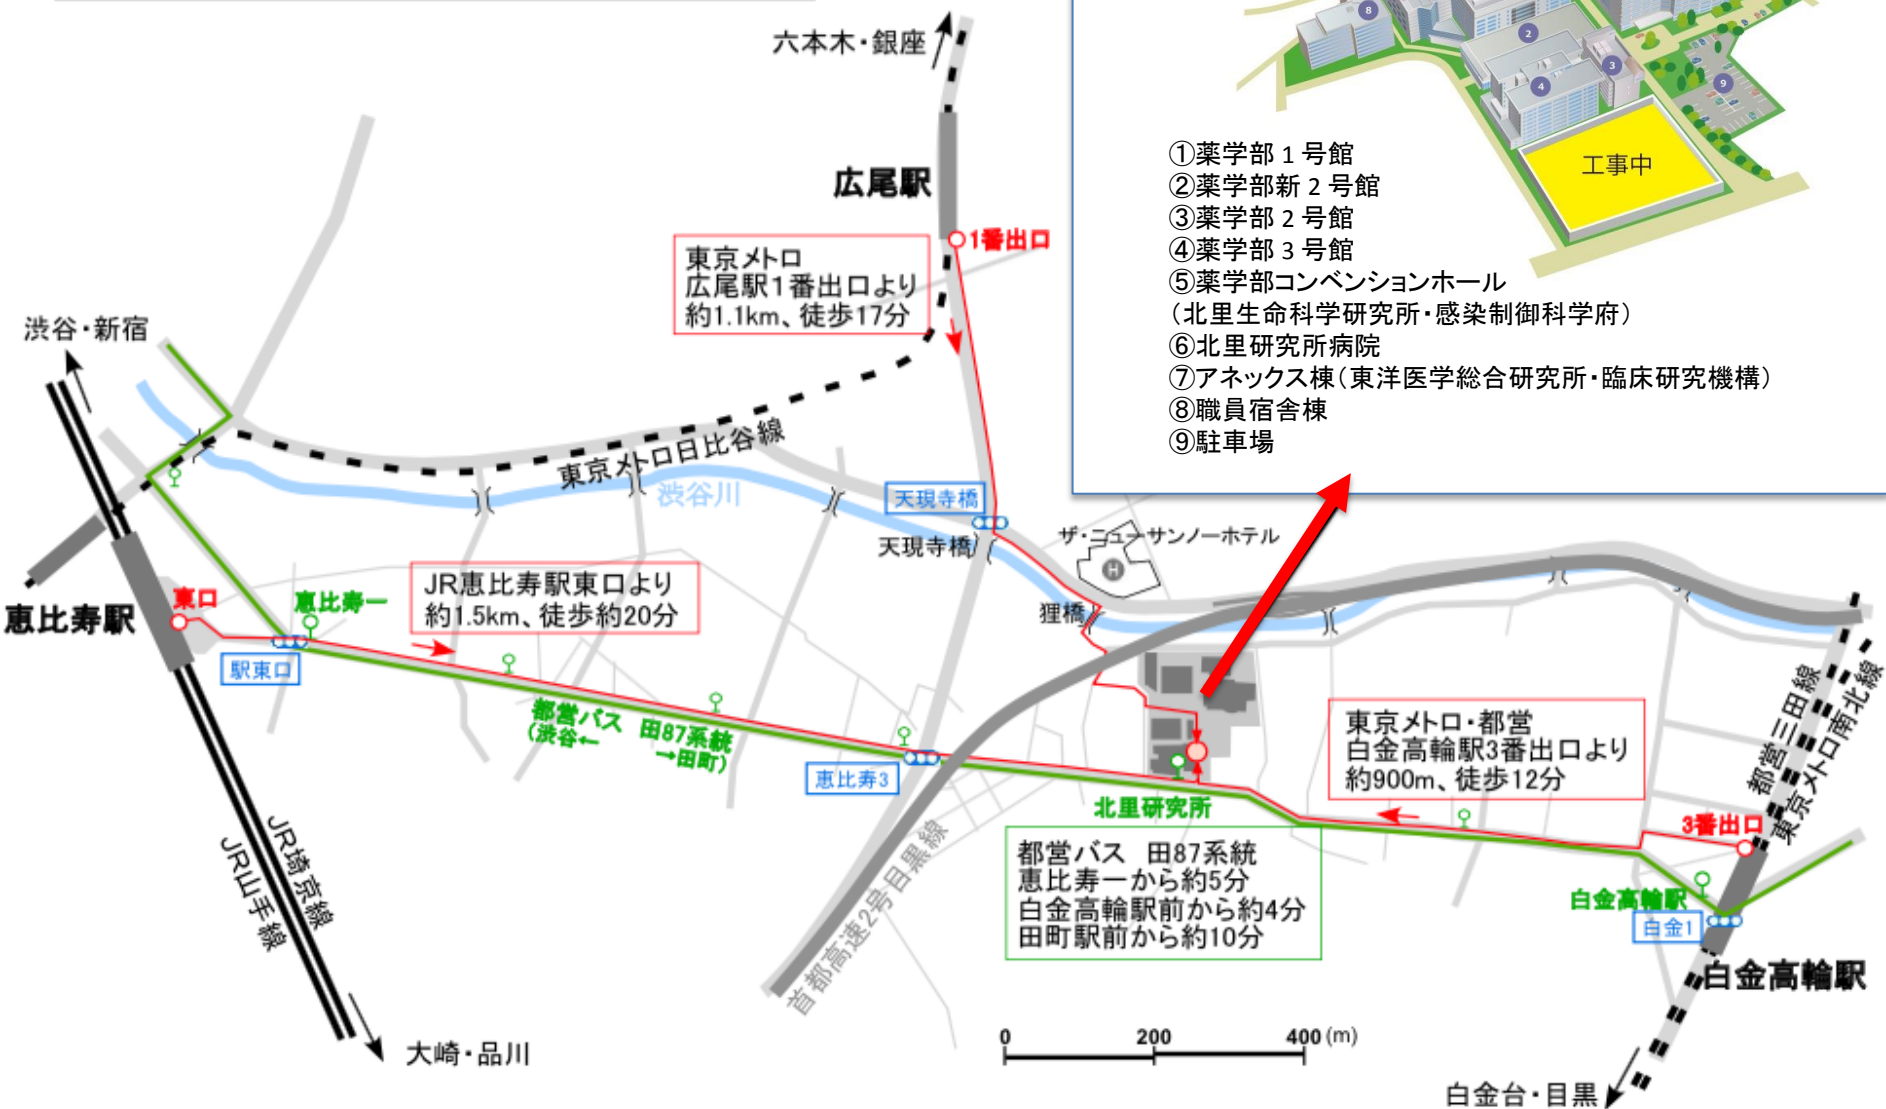 六本木・銀座
8
2
3
4
9
工事中
①薬学部 1 号館
②薬学部新 2 号館
③薬学部 2 号館
④薬学部 3 号館
⑤薬学部コンベンションホール
(北里生命科学研究所・感染制御科学府)
⑥北里研究所病院
⑦アネックス棟(東洋医学総合研究所・臨床研究機構)
⑧職員宿舎棟
⑨駐車場
広尾駅
1番出口
東京メトロ
広尾駅1番出口より
約1.1km、徒歩17分
渋谷・新宿
東京メトロ日比谷線
渋谷川
天現寺橋
天現寺橋
ザ・ニューサンノーホテル
H
狸橋
恵比寿駅
東口
恵比寿一
駅東口
JR恵比寿駅東口より
約1.5km、徒歩約20分
都営バス 田87系統
(渋谷← →田町)
恵比寿3
北里研究所
東京メトロ・都営
白金高輪駅3番出口より
約900m、徒歩12分
都営三田線
東京メトロ南北線
3番出口
白金高輪駅
白金1
白金高輪駅
都営バス 田87系統
恵比寿一から約5分
白金高輪駅前から約4分
田町駅前から約10分
首都高速2号目黒線
JR埼京線
JR山手線
大崎・品川
0 200 400 (m)
白金台・目黒